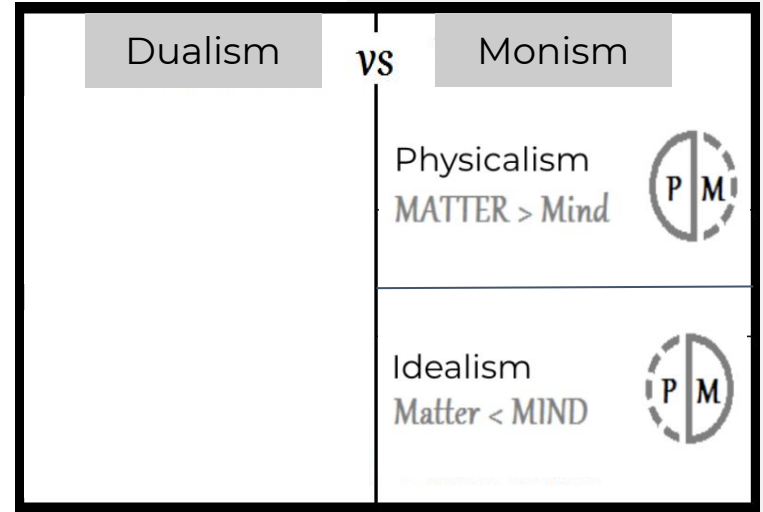 Dualism
vs
Monism
Physicalism
MATTER > Mind
P M
Idealism
Matter < MIND
P M